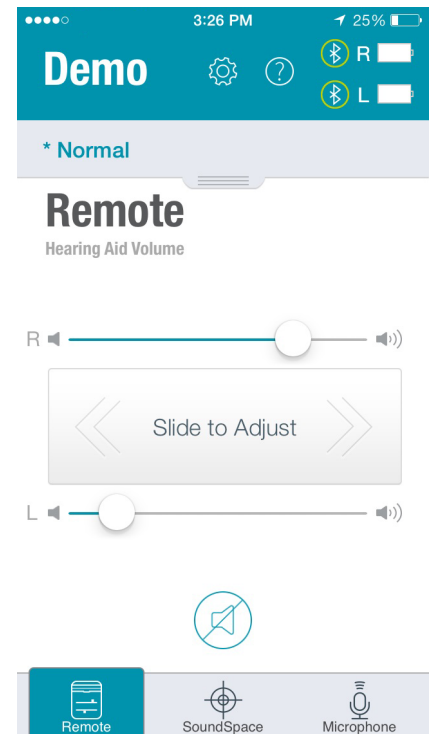 3:26 PM
25%
Demo
?
R
L
* Normal
Remote
Hearing Aid Volume
R
Slide to Adjust
L
Remote
SoundSpace
Microphone